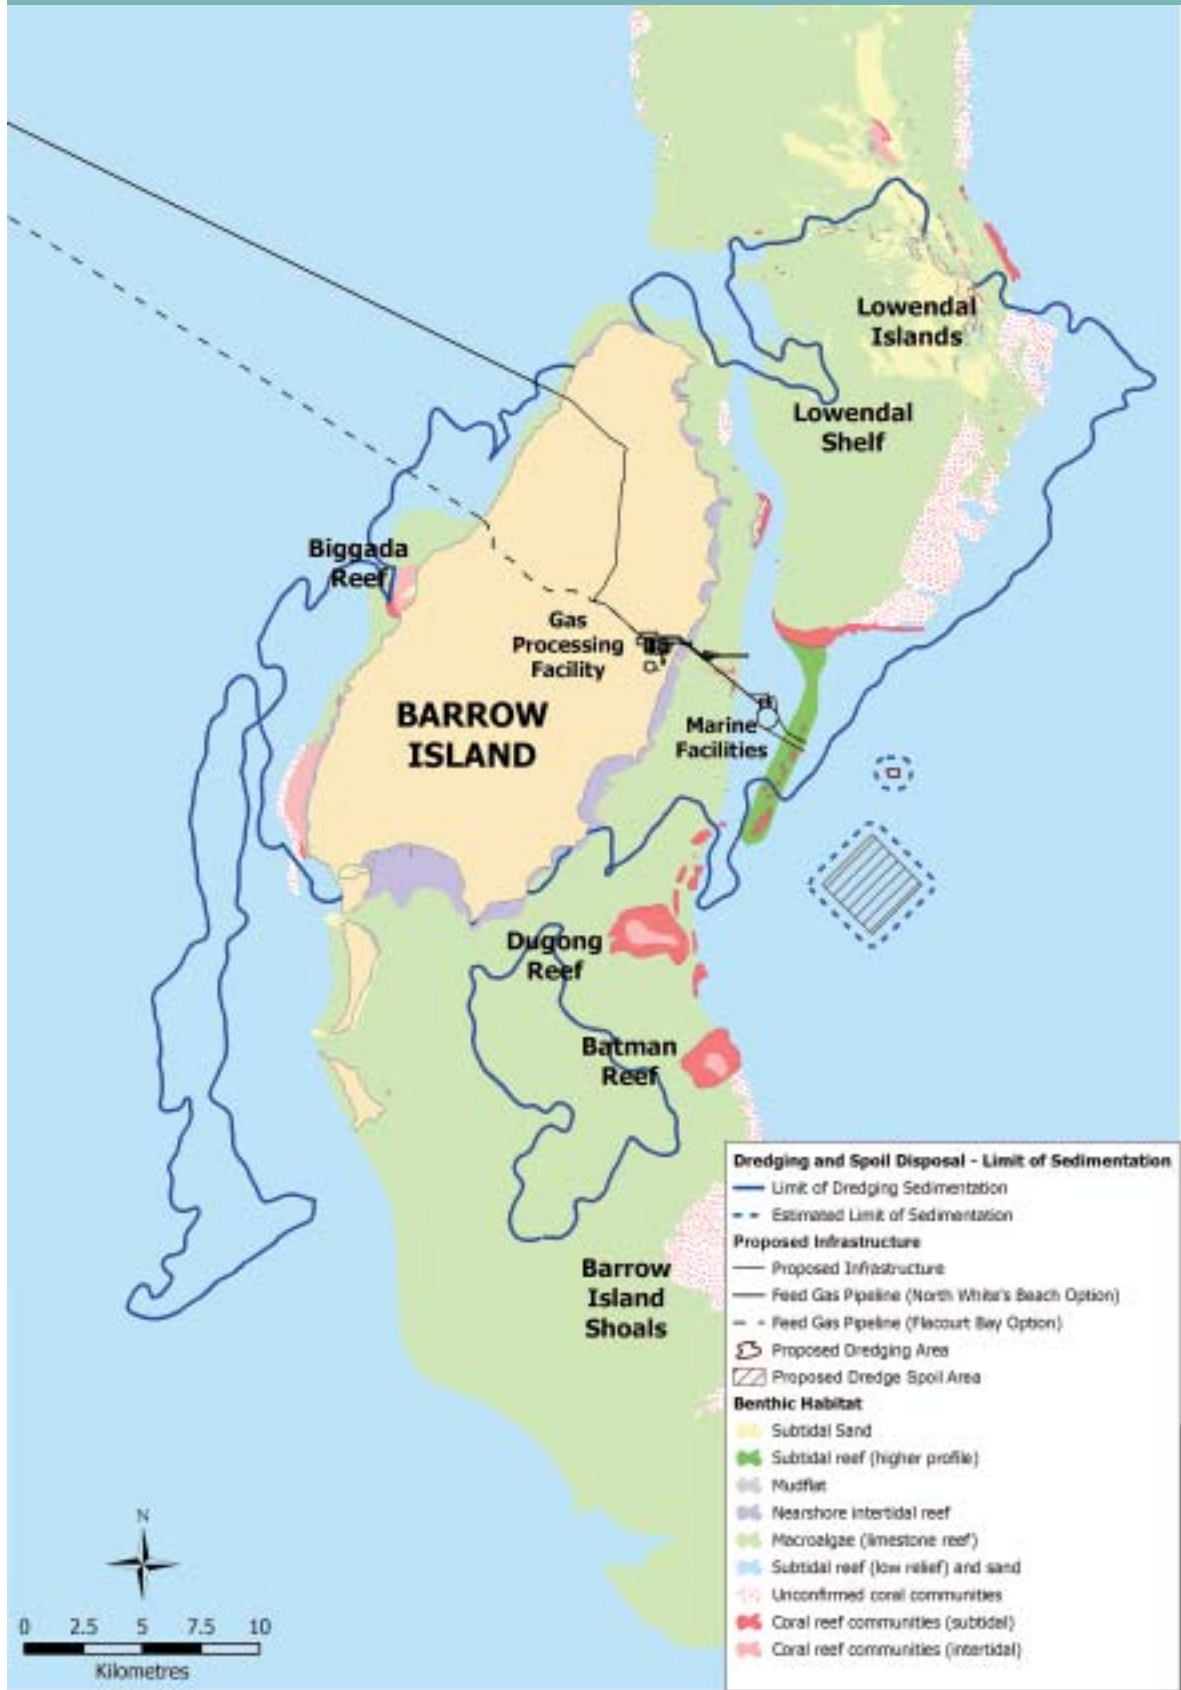 Lowendal
Islands
Lowendal
Shelf
Biggada
Reef
Gas
Processing
Facility
BARROW
ISLAND
Marine
Facilities
Dugong
Reef
Batman
Reef
Barrow
Island
Shoals
Dredging and Spoil Disposal - Limit of Sedimentation
Limit of Dredging Sedimentation
Estimated Limit of Sedimentation
Proposed Infrastructure
Proposed Infrastructure
Feed Gas Pipeline (North White's Beach Option)
Feed Gas Pipeline (Flacourt Bay Option)
Proposed Dredging Area
Proposed Dredge Spoil Area
Benthic Habitat
Subtidal Sand
Subtidal reef (higher profile)
Mudflat
Nearshore intertidal reef
Macroalgae (limestone reef)
Subtidal reef (low relief) and sand
Unconfirmed coral communities
Coral reef communities (subtidal)
Coral reef communities (intertidal)
N
0 2.5 5 7.5 10
Kilometres